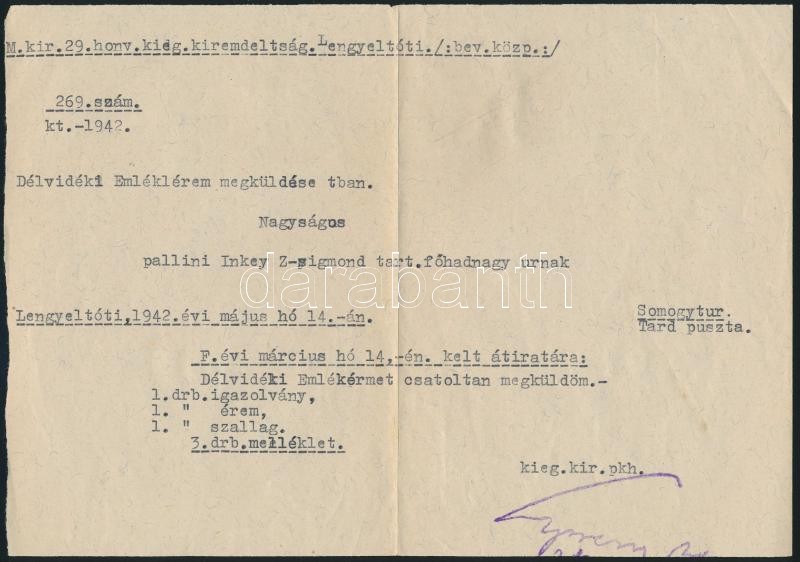 M.kir.29.honv.kieg.kiremdeltság.Lengyeltóti./:bev.közp.:/
269.szám.
kt.-1942.
Délvidéki Emléklérem megküldése tban.
Nagyságos
pallini Inkey Z-sigmond tart.főhadnagy urnak
darabanth
Lengyeltóti,1942.évi május hó 14.-án.
Somogytur.
Tard puszta.
F.évi március hó 14,-én. kelt átiratára:
Délvidéki Emlékérmet csatoltan megküldöm.-
1.drb.igazolvány,
1. " érem,
1. " szallag.
3.drb.melléklet.
kieg.kir.pkh.